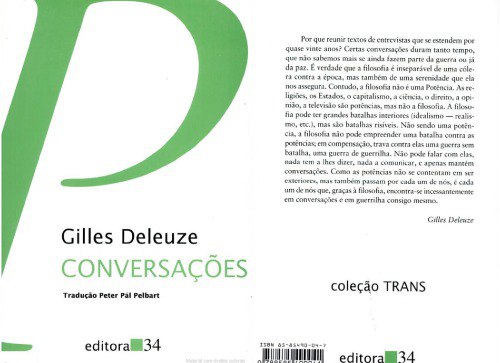 Gilles Deleuze
CONVERSAÇÕES
Tradução Peter Pál Pelbart
editora 34
Por que reunir textos de entrevistas que se estendem por
quase vinte anos? Certas conversações duram tanto tempo,
que não sabemos mais se ainda fazem parte da guerra ou já
da paz. É verdade que a filosofia é inseparável de uma cóle-
ra contra a época, mas também de uma serenidade que ela
nos assegura. Contudo, a filosofia não é uma Potência. As re-
ligiões, os Estados, o capitalismo, a ciência, o direito, a opi-
nião, a televisão são potências, mas não a filosofia. A filoso-
fia pode ter grandes batalhas interiores (idealismo — realis-
mo, etc.), mas são batalhas risíveis. Não sendo uma potên-
cia, a filosofia não pode empreender uma batalha contra as
potências; em compensação, trava contra elas uma guerra sem
batalha, uma guerra de guerrilha. Não pode falar com elas,
nada tem a lhes dizer, nada a comunicar, e apenas mantém
conversações. Como as potências não se contentam em ser
exteriores, mas também passam por cada um de nós, é cada
um de nós que, graças à filosofia, encontra-se incessantemente
em conversações e em guerrilha consigo mesmo.
Gilles Deleuze
coleção TRANS
ISBN 85-85490-04-
editora 34